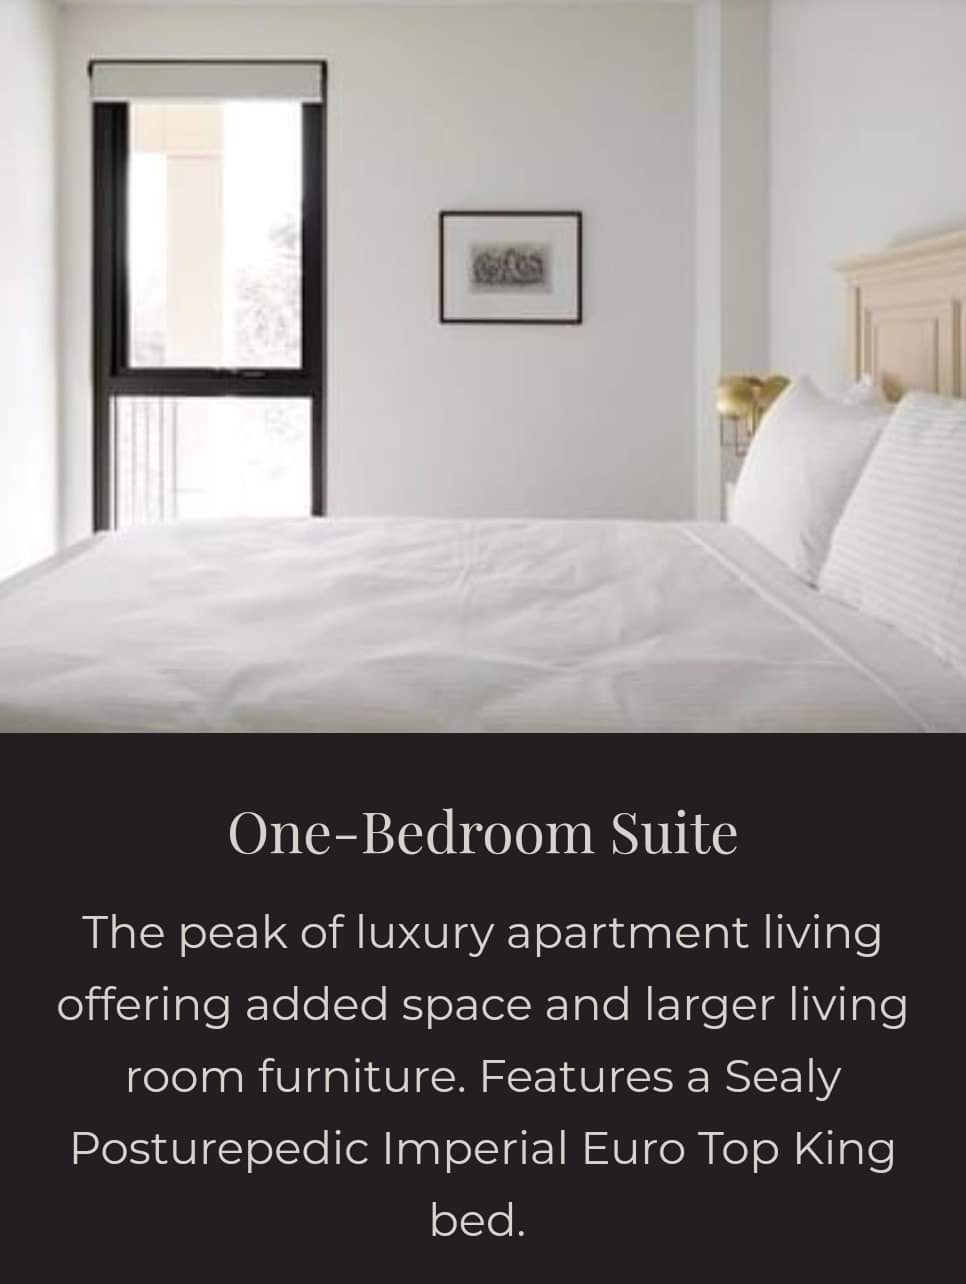 One-Bedroom Suite
The peak of luxury apartment living
offering added space and larger living
room furniture. Features a Sealy
Posturepedic Imperial Euro Top King
bed.